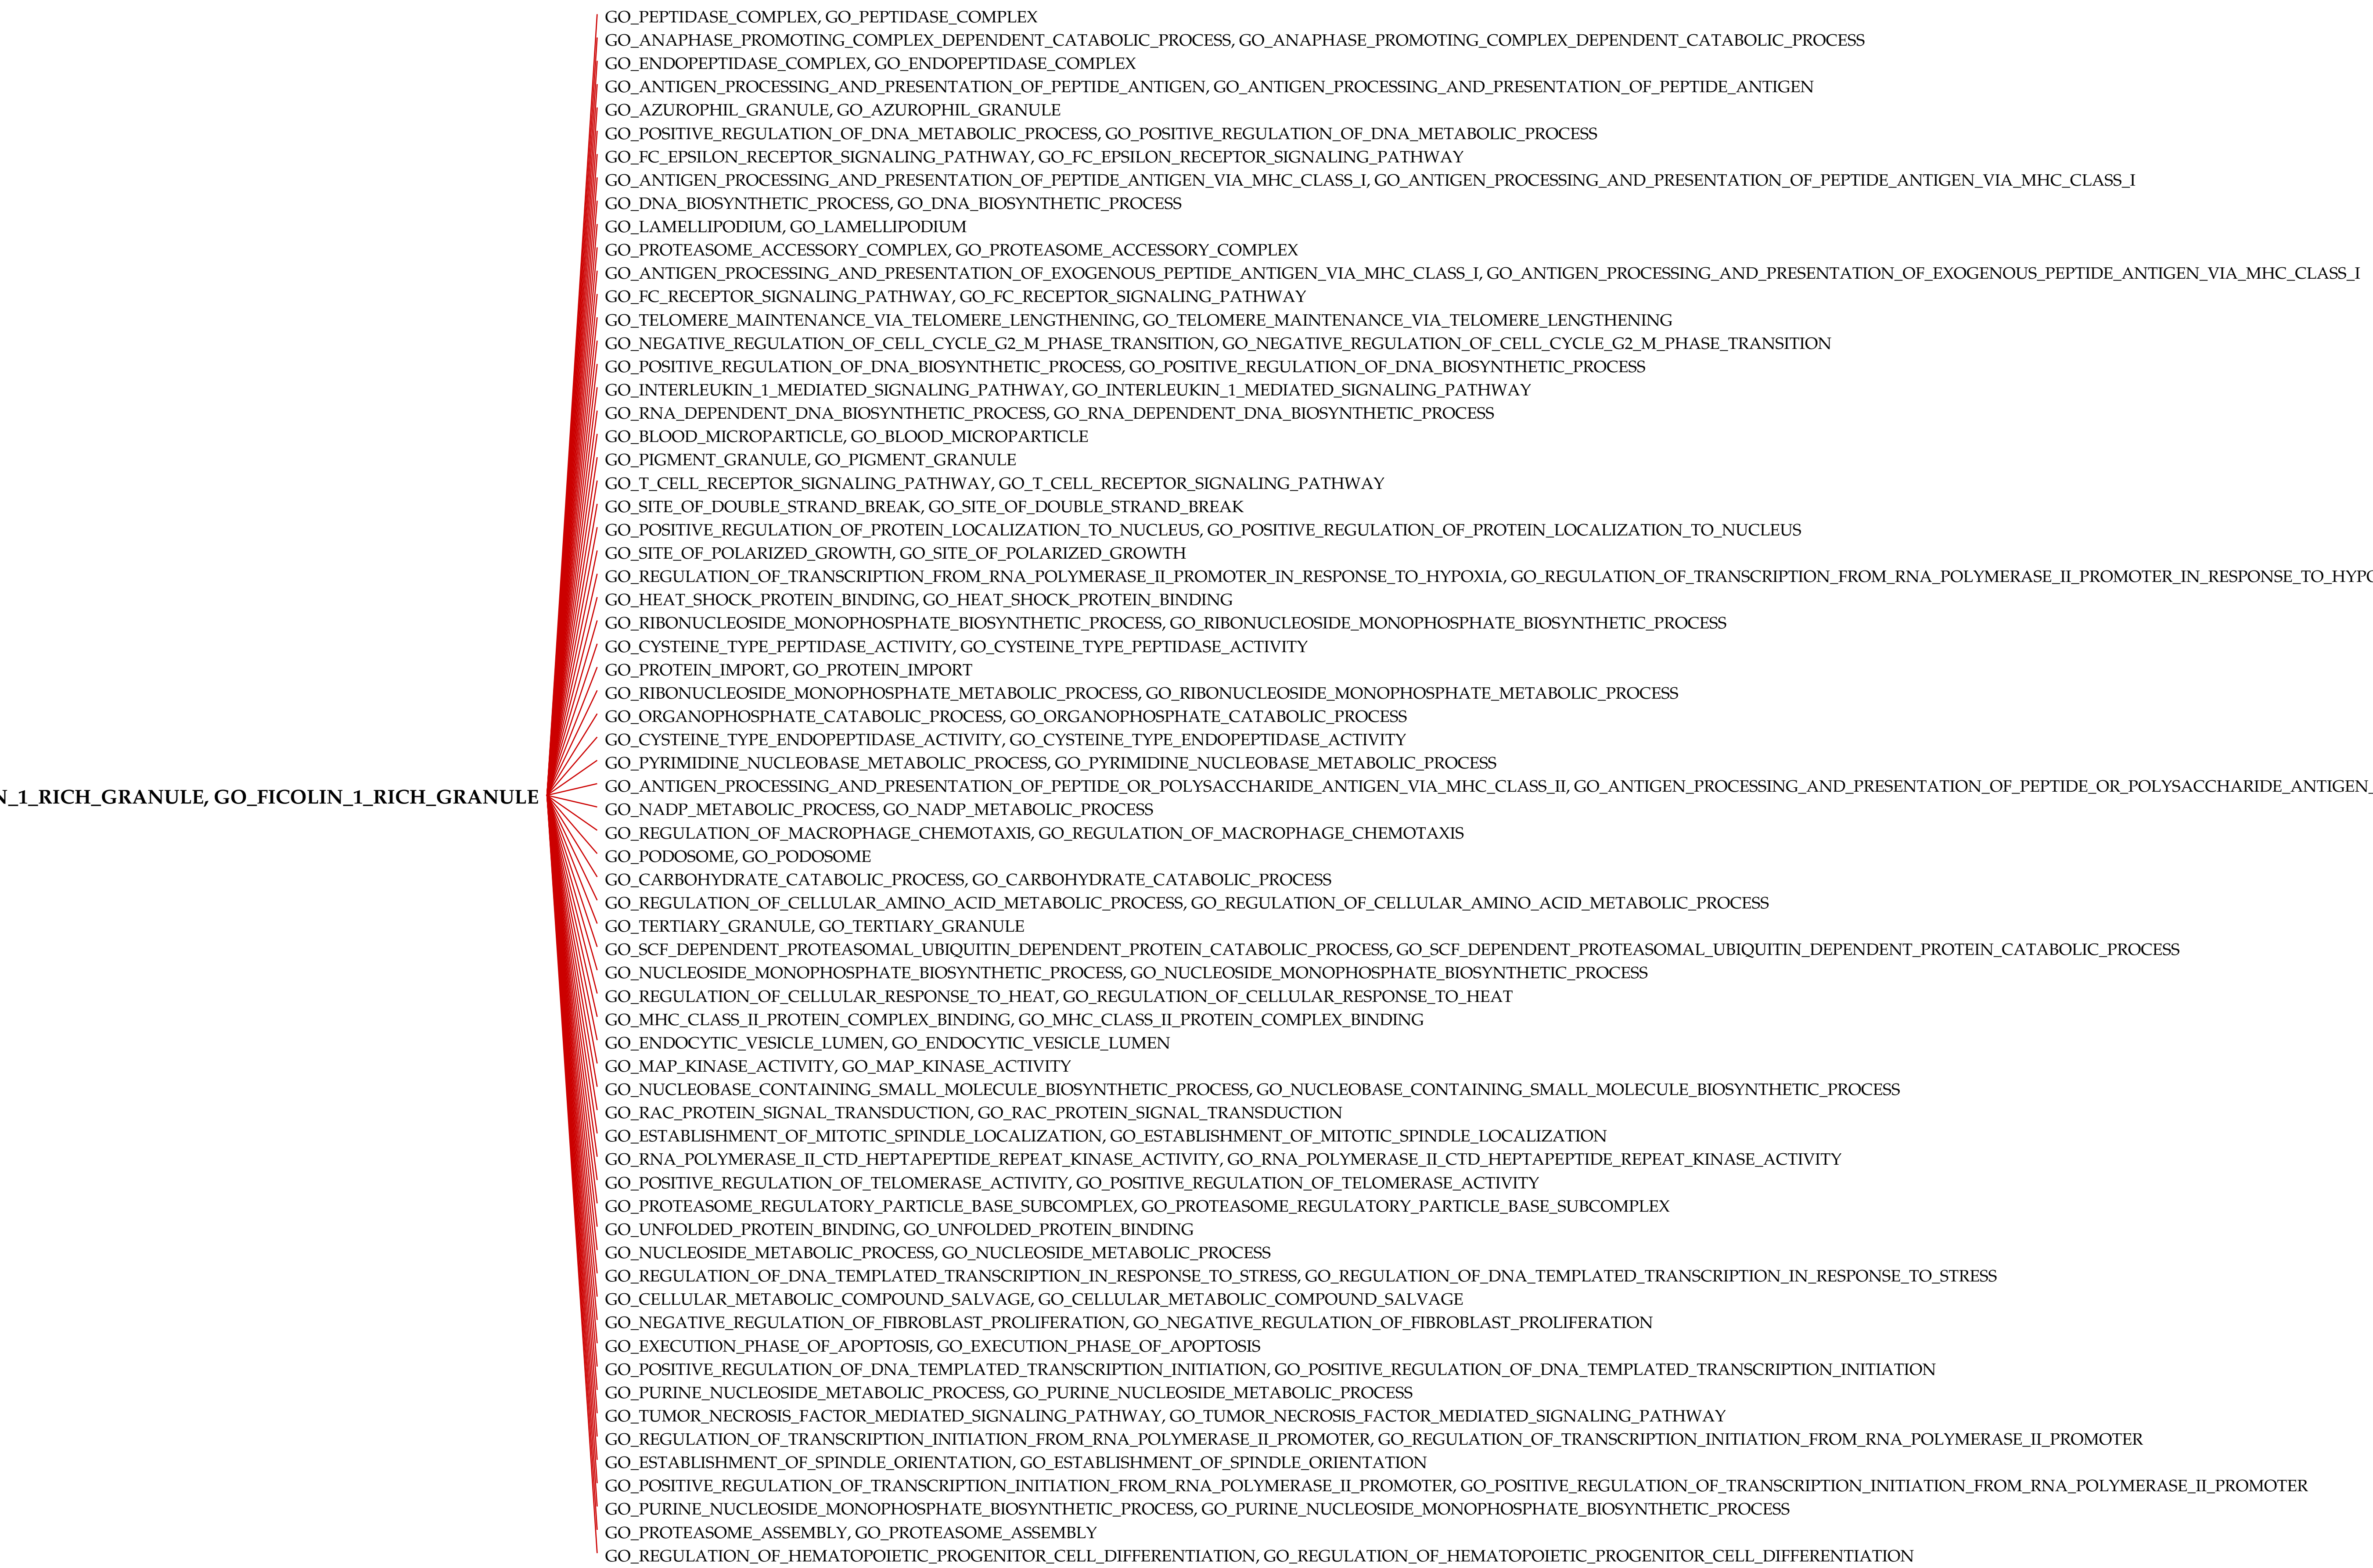 GO_PEPTIDASE_COMPLEX, GO_PEPTIDASE_COMPLEX
GO_ANAPHASE_PROMOTING_COMPLEX_DEPENDENT_CATABOLIC_PROCESS, GO_ANAPHASE_PROMOTING_COMPLEX_DEPENDENT_CATABOLIC_PROCESS
GO_ENDOPEPTIDASE_COMPLEX, GO_ENDOPEPTIDASE_COMPLEX
GO_ANTIGEN_PROCESSING_AND_PRESENTATION_OF_PEPTIDE_ANTIGEN, GO_ANTIGEN_PROCESSING_AND_PRESENTATION_OF_PEPTIDE_ANTIGEN
GO_AZUROPHIL_GRANULE, GO_AZUROPHIL_GRANULE
GO_POSITIVE_REGULATION_OF_DNA_METABOLIC_PROCESS, GO_POSITIVE_REGULATION_OF_DNA_METABOLIC_PROCESS
GO_FC_EPSILON_RECEPTOR_SIGNALING_PATHWAY, GO_FC_EPSILON_RECEPTOR_SIGNALING_PATHWAY
GO_ANTIGEN_PROCESSING_AND_PRESENTATION_OF_PEPTIDE_ANTIGEN_VIA_MHC_CLASS_I, GO_ANTIGEN_PROCESSING_AND_PRESENTATION_OF_PEPTIDE_ANTIGEN_VIA_MHC_CLASS_I
GO_DNA_BIOSYNTHETIC_PROCESS, GO_DNA_BIOSYNTHETIC_PROCESS
GO_LAMELLIPODIUM, GO_LAMELLIPODIUM
GO_PROTEASOME_ACCESSORY_COMPLEX, GO_PROTEASOME_ACCESSORY_COMPLEX
GO_ANTIGEN_PROCESSING_AND_PRESENTATION_OF_EXOGENOUS_PEPTIDE_ANTIGEN_VIA_MHC_CLASS_I, GO_ANTIGEN_PROCESSING_AND_PRESENTATION_OF_EXOGENOUS_PEPTIDE_ANTIGEN_VIA_MHC_CLASS_I
GO_FC_RECEPTOR_SIGNALING_PATHWAY, GO_FC_RECEPTOR_SIGNALING_PATHWAY
GO_TELOMERE_MAINTENANCE_VIA_TELOMERE_LENGTHENING, GO_TELOMERE_MAINTENANCE_VIA_TELOMERE_LENGTHENING
GO_NEGATIVE_REGULATION_OF_CELL_CYCLE_G2_M_PHASE_TRANSITION, GO_NEGATIVE_REGULATION_OF_CELL_CYCLE_G2_M_PHASE_TRANSITION
GO_POSITIVE_REGULATION_OF_DNA_BIOSYNTHETIC_PROCESS, GO_POSITIVE_REGULATION_OF_DNA_BIOSYNTHETIC_PROCESS
GO_INTERLEUKIN_1_MEDIATED_SIGNALING_PATHWAY, GO_INTERLEUKIN_1_MEDIATED_SIGNALING_PATHWAY
GO_RNA_DEPENDENT_DNA_BIOSYNTHETIC_PROCESS, GO_RNA_DEPENDENT_DNA_BIOSYNTHETIC_PROCESS
GO_BLOOD_MICROPARTICLE, GO_BLOOD_MICROPARTICLE
GO_PIGMENT_GRANULE, GO_PIGMENT_GRANULE
GO_T_CELL_RECEPTOR_SIGNALING_PATHWAY, GO_T_CELL_RECEPTOR_SIGNALING_PATHWAY
GO_SITE_OF_DOUBLE_STRAND_BREAK, GO_SITE_OF_DOUBLE_STRAND_BREAK
GO_POSITIVE_REGULATION_OF_PROTEIN_LOCALIZATION_TO_NUCLEUS, GO_POSITIVE_REGULATION_OF_PROTEIN_LOCALIZATION_TO_NUCLEUS
GO_SITE_OF_POLARIZED_GROWTH, GO_SITE_OF_POLARIZED_GROWTH
GO_REGULATION_OF_TRANSCRIPTION_FROM_RNA_POLYMERASE_II_PROMOTER_IN_RESPONSE_TO_HYPOXIA, GO_REGULATION_OF_TRANSCRIPTION_FROM_RNA_POLYMERASE_II_PROMOTER_IN_RESPONSE_TO_HYPO
GO_HEAT_SHOCK_PROTEIN_BINDING, GO_HEAT_SHOCK_PROTEIN_BINDING
GO_RIBONUCLEOSIDE_MONOPHOSPHATE_BIOSYNTHETIC_PROCESS, GO_RIBONUCLEOSIDE_MONOPHOSPHATE_BIOSYNTHETIC_PROCESS
GO_CYSTEINE_TYPE_PEPTIDASE_ACTIVITY, GO_CYSTEINE_TYPE_PEPTIDASE_ACTIVITY
GO_PROTEIN_IMPORT, GO_PROTEIN_IMPORT
GO_RIBONUCLEOSIDE_MONOPHOSPHATE_METABOLIC_PROCESS, GO_RIBONUCLEOSIDE_MONOPHOSPHATE_METABOLIC_PROCESS
GO_ORGANOPHOSPHATE_CATABOLIC_PROCESS, GO_ORGANOPHOSPHATE_CATABOLIC_PROCESS
GO_CYSTEINE_TYPE_ENDOPEPTIDASE_ACTIVITY, GO_CYSTEINE_TYPE_ENDOPEPTIDASE_ACTIVITY
GO_PYRIMIDINE_NUCLEOBASE_METABOLIC_PROCESS, GO_PYRIMIDINE_NUCLEOBASE_METABOLIC_PROCESS
GO_ANTIGEN_PROCESSING_AND_PRESENTATION_OF_PEPTIDE_OR_POLYSACCHARIDE_ANTIGEN_VIA_MHC_CLASS_II, GO_ANTIGEN_PROCESSING_AND_PRESENTATION_OF_PEPTIDE_OR_POLYSACCHARIDE_ANTIGEN_
N_1_RICH_GRANULE, GO_FICOLIN_1_RICH_GRANULE
GO_NADP_METABOLIC_PROCESS, GO_NADP_METABOLIC_PROCESS
GO_REGULATION_OF_MACROPHAGE_CHEMOTAXIS, GO_REGULATION_OF_MACROPHAGE_CHEMOTAXIS
GO_PODOSOME, GO_PODOSOME
GO_CARBOHYDRATE_CATABOLIC_PROCESS, GO_CARBOHYDRATE_CATABOLIC_PROCESS
GO_REGULATION_OF_CELLULAR_AMINO_ACID_METABOLIC_PROCESS, GO_REGULATION_OF_CELLULAR_AMINO_ACID_METABOLIC_PROCESS
GO_TERTIARY_GRANULE, GO_TERTIARY_GRANULE
GO_SCF_DEPENDENT_PROTEASOMAL_UBIQUITIN_DEPENDENT_PROTEIN_CATABOLIC_PROCESS, GO_SCF_DEPENDENT_PROTEASOMAL_UBIQUITIN_DEPENDENT_PROTEIN_CATABOLIC_PROCESS
GO_NUCLEOSIDE_MONOPHOSPHATE_BIOSYNTHETIC_PROCESS, GO_NUCLEOSIDE_MONOPHOSPHATE_BIOSYNTHETIC_PROCESS
GO_REGULATION_OF_CELLULAR_RESPONSE_TO_HEAT, GO_REGULATION_OF_CELLULAR_RESPONSE_TO_HEAT
GO_MHC_CLASS_II_PROTEIN_COMPLEX_BINDING, GO_MHC_CLASS_II_PROTEIN_COMPLEX_BINDING
GO_ENDOCYTIC_VESICLE_LUMEN, GO_ENDOCYTIC_VESICLE_LUMEN
GO_MAP_KINASE_ACTIVITY, GO_MAP_KINASE_ACTIVITY
GO_NUCLEOBASE_CONTAINING_SMALL_MOLECULE_BIOSYNTHETIC_PROCESS, GO_NUCLEOBASE_CONTAINING_SMALL_MOLECULE_BIOSYNTHETIC_PROCESS
GO_RAC_PROTEIN_SIGNAL_TRANSDUCTION, GO_RAC_PROTEIN_SIGNAL_TRANSDUCTION
GO_ESTABLISHMENT_OF_MITOTIC_SPINDLE_LOCALIZATION, GO_ESTABLISHMENT_OF_MITOTIC_SPINDLE_LOCALIZATION
GO_RNA_POLYMERASE_II_CTD_HEPTAPEPTIDE_REPEAT_KINASE_ACTIVITY, GO_RNA_POLYMERASE_II_CTD_HEPTAPEPTIDE_REPEAT_KINASE_ACTIVITY
GO_POSITIVE_REGULATION_OF_TELOMERASE_ACTIVITY, GO_POSITIVE_REGULATION_OF_TELOMERASE_ACTIVITY
GO_PROTEASOME_REGULATORY_PARTICLE_BASE_SUBCOMPLEX, GO_PROTEASOME_REGULATORY_PARTICLE_BASE_SUBCOMPLEX
GO_UNFOLDED_PROTEIN_BINDING, GO_UNFOLDED_PROTEIN_BINDING
GO_NUCLEOSIDE_METABOLIC_PROCESS, GO_NUCLEOSIDE_METABOLIC_PROCESS
GO_REGULATION_OF_DNA_TEMPLATED_TRANSCRIPTION_IN_RESPONSE_TO_STRESS, GO_REGULATION_OF_DNA_TEMPLATED_TRANSCRIPTION_IN_RESPONSE_TO_STRESS
GO_CELLULAR_METABOLIC_COMPOUND_SALVAGE, GO_CELLULAR_METABOLIC_COMPOUND_SALVAGE
GO_NEGATIVE_REGULATION_OF_FIBROBLAST_PROLIFERATION, GO_NEGATIVE_REGULATION_OF_FIBROBLAST_PROLIFERATION
GO_EXECUTION_PHASE_OF_APOPTOSIS, GO_EXECUTION_PHASE_OF_APOPTOSIS
GO_POSITIVE_REGULATION_OF_DNA_TEMPLATED_TRANSCRIPTION_INITIATION, GO_POSITIVE_REGULATION_OF_DNA_TEMPLATED_TRANSCRIPTION_INITIATION
GO_PURINE_NUCLEOSIDE_METABOLIC_PROCESS, GO_PURINE_NUCLEOSIDE_METABOLIC_PROCESS
GO_TUMOR_NECROSIS_FACTOR_MEDIATED_SIGNALING_PATHWAY, GO_TUMOR_NECROSIS_FACTOR_MEDIATED_SIGNALING_PATHWAY
GO_REGULATION_OF_TRANSCRIPTION_INITIATION_FROM_RNA_POLYMERASE_II_PROMOTER, GO_REGULATION_OF_TRANSCRIPTION_INITIATION_FROM_RNA_POLYMERASE_II_PROMOTER
GO_ESTABLISHMENT_OF_SPINDLE_ORIENTATION, GO_ESTABLISHMENT_OF_SPINDLE_ORIENTATION
GO_POSITIVE_REGULATION_OF_TRANSCRIPTION_INITIATION_FROM_RNA_POLYMERASE_II_PROMOTER, GO_POSITIVE_REGULATION_OF_TRANSCRIPTION_INITIATION_FROM_RNA_POLYMERASE_II_PROMOTER
GO_PURINE_NUCLEOSIDE_MONOPHOSPHATE_BIOSYNTHETIC_PROCESS, GO_PURINE_NUCLEOSIDE_MONOPHOSPHATE_BIOSYNTHETIC_PROCESS
GO_PROTEASOME_ASSEMBLY, GO_PROTEASOME_ASSEMBLY
GO_REGULATION_OF_HEMATOPOIETIC_PROGENITOR_CELL_DIFFERENTIATION, GO_REGULATION_OF_HEMATOPOIETIC_PROGENITOR_CELL_DIFFERENTIATION